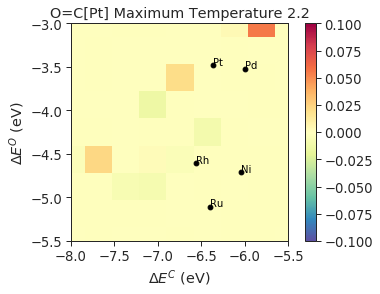 O=C[Pt] Maximum Temperature 2.2
−3.0
−3.5
−4.0
−4.5
−5.0
−5.5
ΔE^O (eV)
Pt
Pd
Rh
Ni
Ru
−8.0 −7.5 −7.0 −6.5 −6.0 −5.5
ΔE^C (eV)
0.100
0.075
0.050
0.025
0.000
−0.025
−0.050
−0.075
−0.100